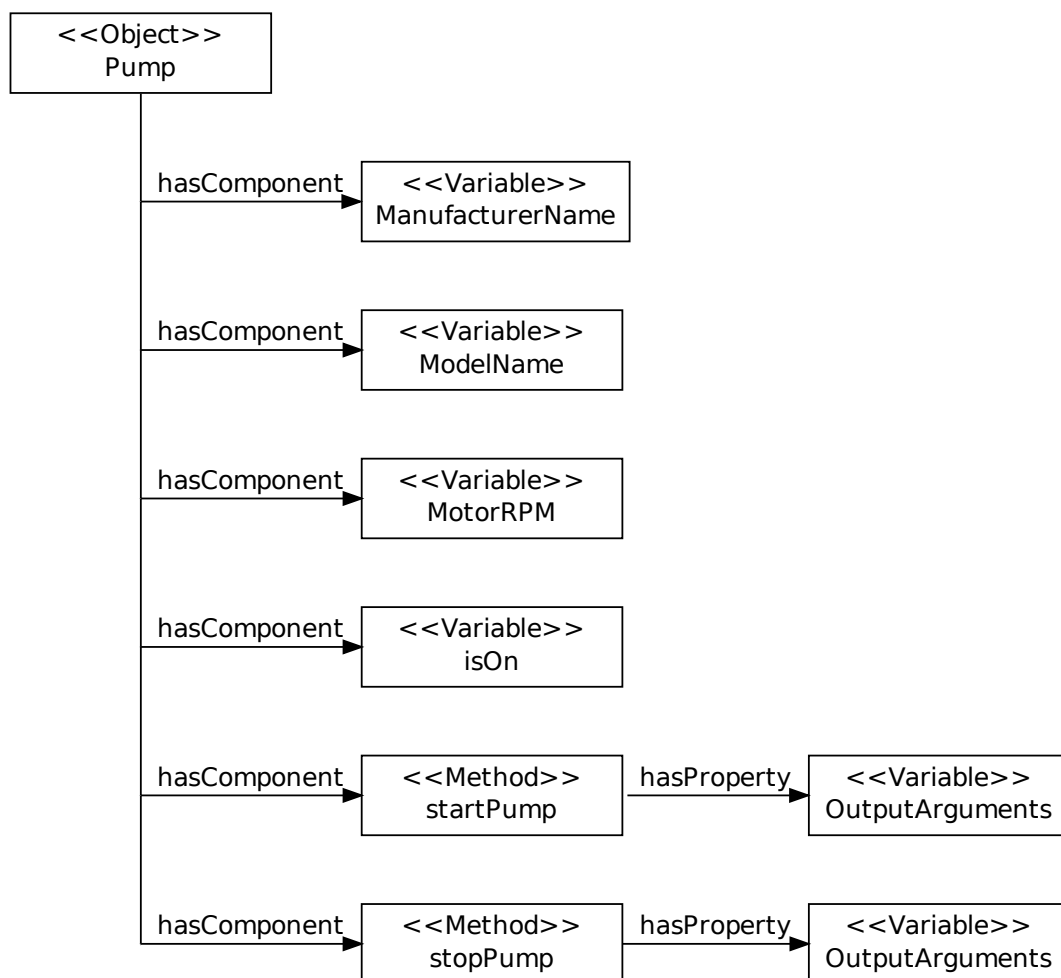 <<Object>>
Pump
hasComponent
<<Variable>>
ManufacturerName
hasComponent
<<Variable>>
ModelName
hasComponent
<<Variable>>
MotorRPM
hasComponent
<<Variable>>
isOn
hasComponent
<<Method>>
startPump
hasProperty
<<Variable>>
OutputArguments
hasComponent
<<Method>>
stopPump
hasProperty
<<Variable>>
OutputArguments